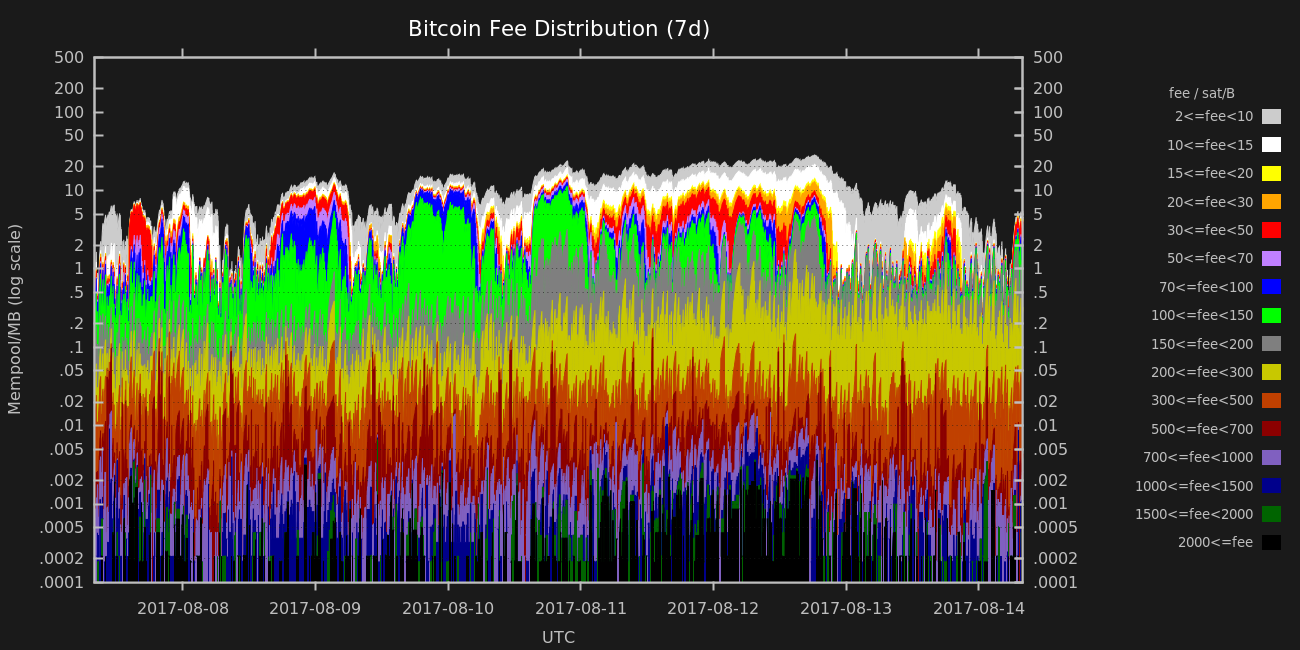 Bitcoin Fee Distribution (7d)
500 500
200 200
100 100
50 50
20 20
10 10
5 5
2 2
1 1
.5 .5
.2 .2
.1 .1
.05 .05
.02 .02
.01 .01
.005 .005
.002 .002
.001 .001
.0005 .0005
.0002 .0002
.0001 .0001
Mempool/MB (log scale)
2017-08-08 2017-08-09 2017-08-10 2017-08-11 2017-08-12 2017-08-13 2017-08-14
UTC
fee / sat/B
2<=fee<10
10<=fee<15
15<=fee<20
20<=fee<30
30<=fee<50
50<=fee<70
70<=fee<100
100<=fee<150
150<=fee<200
200<=fee<300
300<=fee<500
500<=fee<700
700<=fee<1000
1000<=fee<1500
1500<=fee<2000
2000<=fee